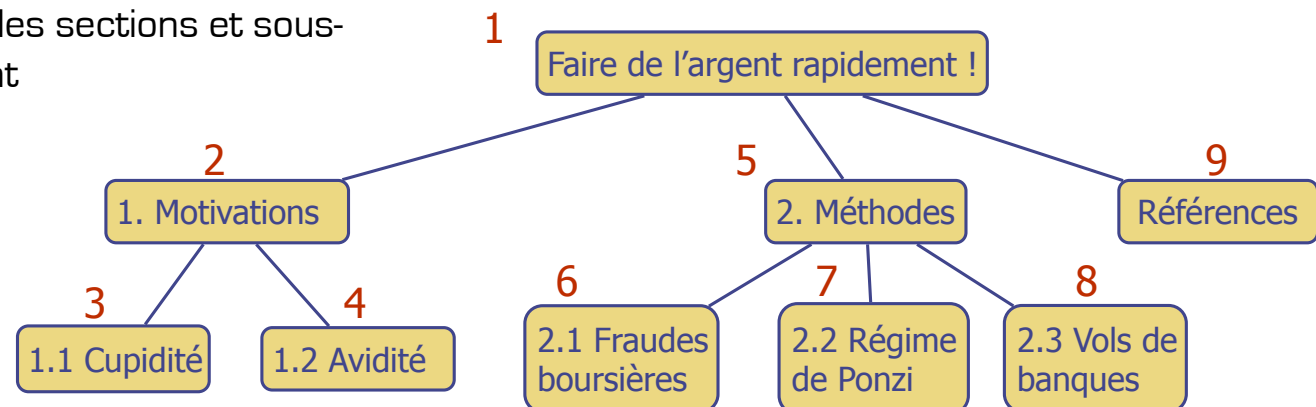 les sections et sous-
nt
1
Faire de l’argent rapidement !
2
5
9
1. Motivations
2. Méthodes
Références
3
4
6
7
8
1.1 Cupidité
1.2 Avidité
2.1 Fraudes
boursières
2.2 Régime
de Ponzi
2.3 Vols de
banques